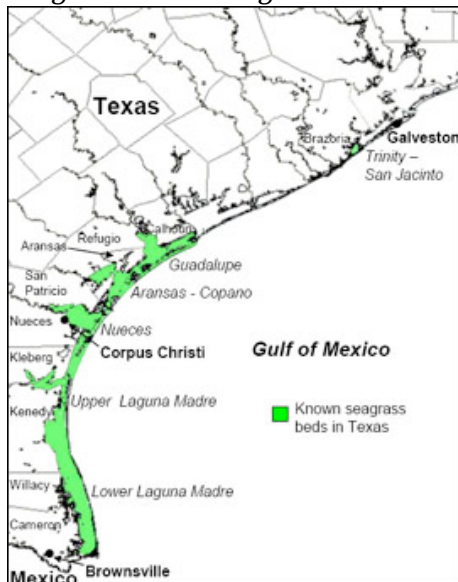 Texas
Brazoria
Galveston
Trinity –
San Jacinto
Calhoun
Refugio
Aransas
Guadalupe
San
Patricio
Aransas - Copano
Nueces
Nueces
Corpus Christi
Gulf of Mexico
Kleberg
Upper Laguna Madre
Kenedy
Known seagrass
beds in Texas
Willacy
Lower Laguna Madre
Cameron
Brownsville
Mexico